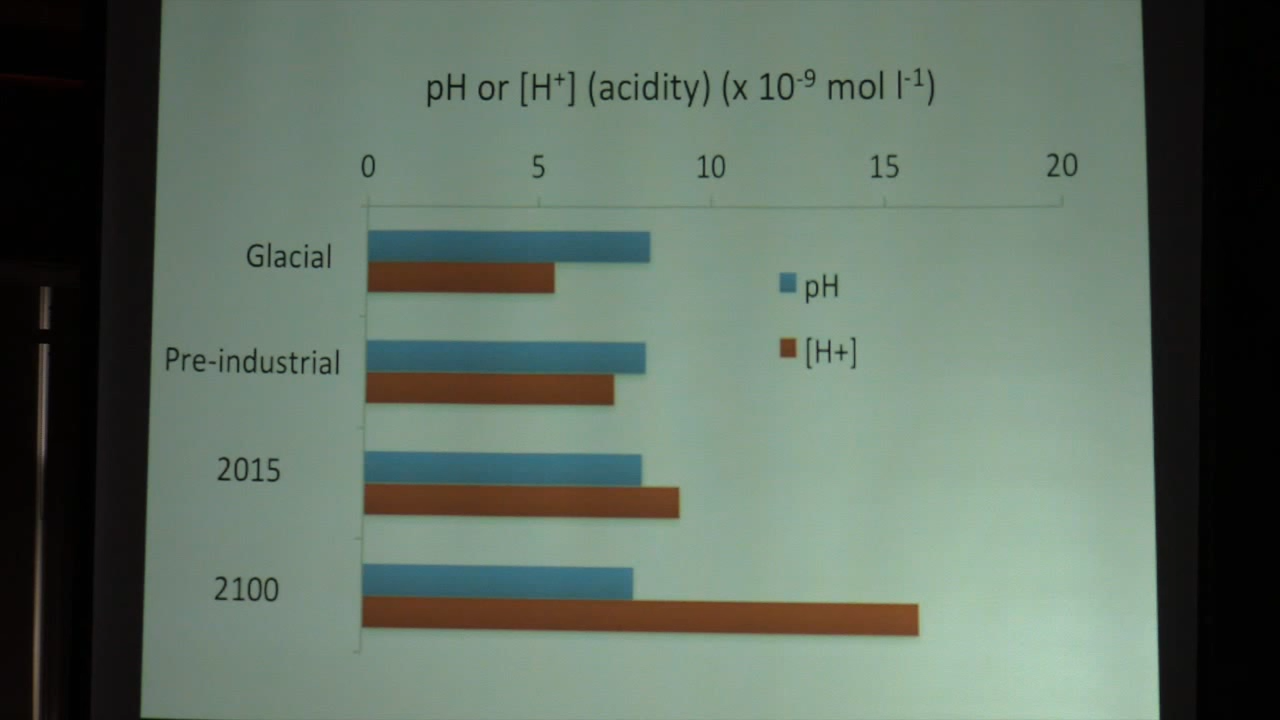 pH or [H⁺] (acidity) (x 10⁻⁹ mol l⁻¹)
0 5 10 15 20
Glacial
pH
Pre-industrial
[H+]
2015
2100